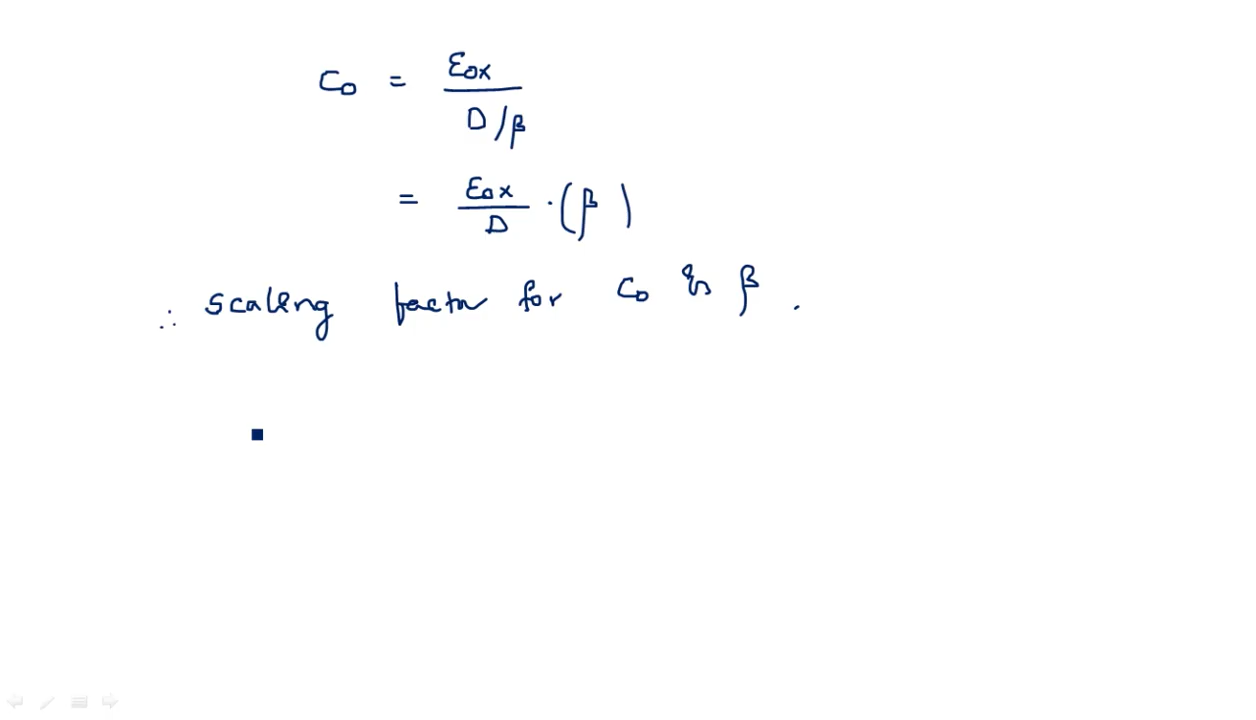 C₀ = εox / D/β
= εox / D · (β)
∴ Scaling factor for C₀ is β .